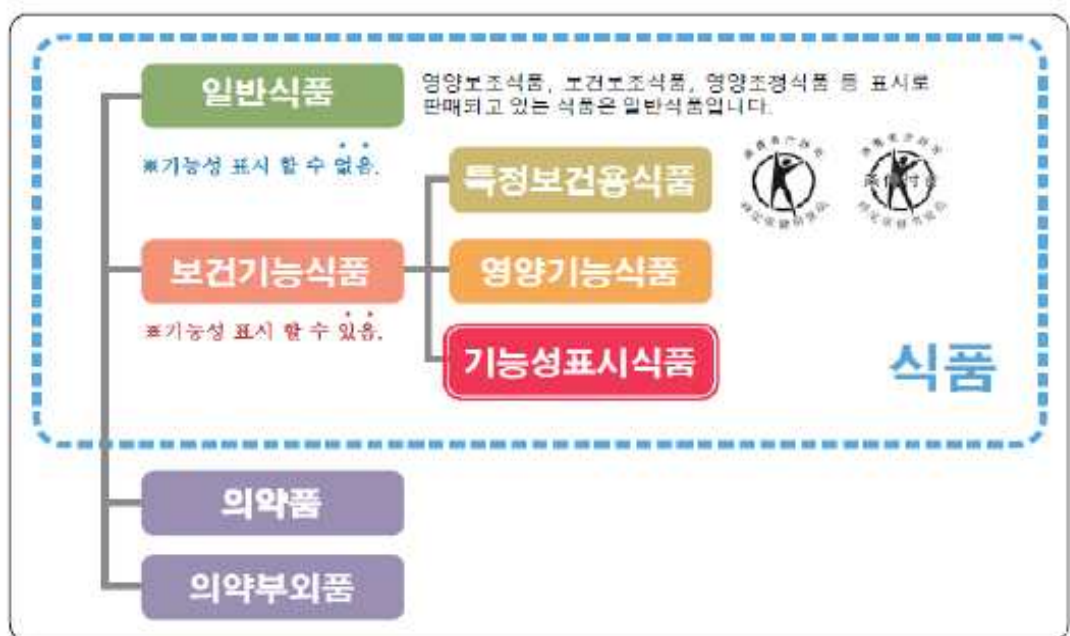 일반식품
영양보조식품, 보건보조식품, 영양조정식품 등 표시로
판매되고 있는 식품은 일반식품입니다.
※기능성 표시 할 수 없음.
특정보건용식품
보건기능식품
영양기능식품
※기능성 표시 할 수 있음.
기능성표시식품
식품
의약품
의약부외품